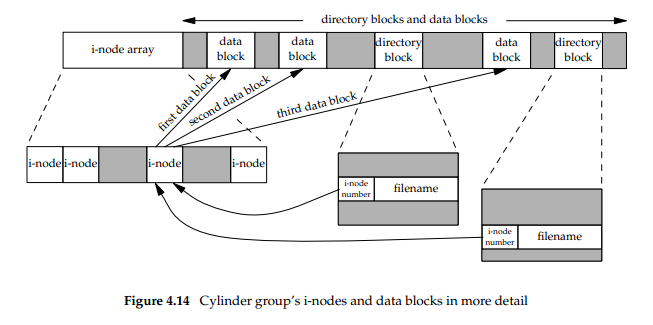 directory blocks and data blocks
i-node array
data
block
data
block
directory
block
data
block
directory
block
first data block
second data block
third data block
i-node
i-node
i-node
i-node
i-node
number
filename
i-node
number
filename
Figure 4.14 Cylinder group’s i-nodes and data blocks in more detail